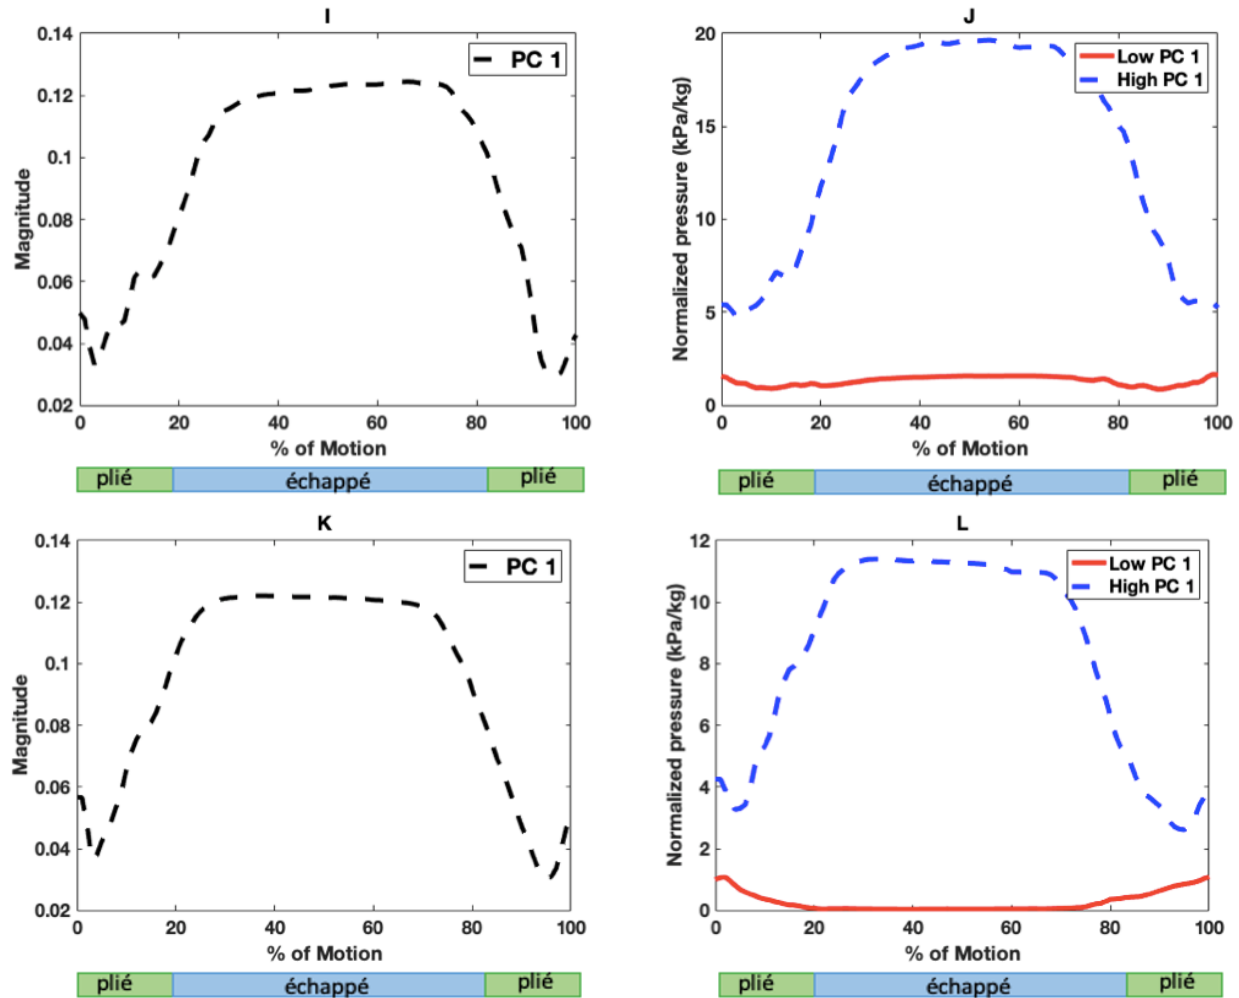 I
0.14
0.12
0.1
0.08
0.06
0.04
0.02
Magnitude
PC 1
0 20 40 60 80 100
% of Motion
plié échappé plié
J
20
15
10
5
0
Normalized pressure (kPa/kg)
Low PC 1
High PC 1
0 20 40 60 80 100
% of Motion
plié échappé plié
K
0.14
0.12
0.1
0.08
0.06
0.04
0.02
Magnitude
PC 1
0 20 40 60 80 100
% of Motion
plié échappé plié
L
12
10
8
6
4
2
0
Normalized pressure (kPa/kg)
Low PC 1
High PC 1
0 20 40 60 80 100
% of Motion
plié échappé plié